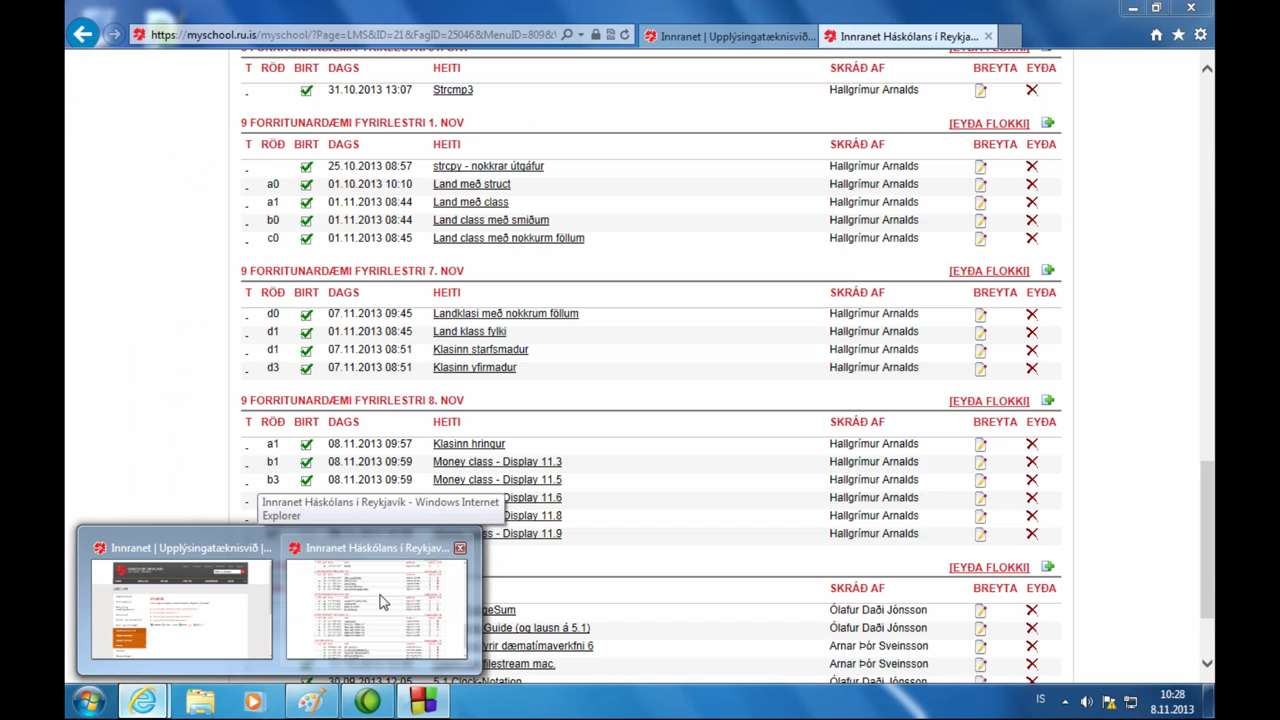 https://myschool.ru.is/myschool/?Page=LMS&ID=21&FagID=25046&MenuID=809&
Innranet | Upplýsingatæknisvið...
Innranet Háskólans í Reykja...
T RÖÐ BIRT DAGS HEITI SKRÁÐ AF BREYTA EYÐA
31.10.2013 13:07 Strcmp3 Hallgrímur Arnalds
9 FORRITUNARDÆMI FYRIRLESTRI 1. NOV [EYÐA FLOKKI]
T RÖÐ BIRT DAGS HEITI SKRÁÐ AF BREYTA EYÐA
25.10.2013 08:57 strcpy - nokkrar útgáfur Hallgrímur Arnalds
a0 01.10.2013 10:10 Land með struct Hallgrímur Arnalds
a1 01.11.2013 08:44 Land með class Hallgrímur Arnalds
b0 01.11.2013 08:44 Land class með smiðum Hallgrímur Arnalds
c0 01.11.2013 08:45 Land class með nokkurm föllum Hallgrímur Arnalds
9 FORRITUNARDÆMI FYRIRLESTRI 7. NOV [EYÐA FLOKKI]
T RÖÐ BIRT DAGS HEITI SKRÁÐ AF BREYTA EYÐA
d0 07.11.2013 09:45 Landklasi með nokkrum föllum Hallgrímur Arnalds
d1 01.11.2013 08:45 Land klass fylki Hallgrímur Arnalds
d1 07.11.2013 08:51 Klasinn starfsmadur Hallgrímur Arnalds
d3 07.11.2013 08:51 Klasinn yfirmadur Hallgrímur Arnalds
9 FORRITUNARDÆMI FYRIRLESTRI 8. NOV [EYÐA FLOKKI]
T RÖÐ BIRT DAGS HEITI SKRÁÐ AF BREYTA EYÐA
a1 08.11.2013 09:57 Klasinn hringur Hallgrímur Arnalds
b1 08.11.2013 09:59 Money class - Display 11.3 Hallgrímur Arnalds
b3 08.11.2013 09:59 Money class - Display 11.5 Hallgrímur Arnalds
Display 11.6 Hallgrímur Arnalds
Display 11.8 Hallgrímur Arnalds
Display 11.9 Hallgrímur Arnalds
Innranet Háskólans í Reykjavík - Windows Internet
Explorer
Innranet | Upplýsingatæknisvið |...
Innranet Háskólans í Reykjav...
[EYÐA FLOKKI]
SKRÁÐ AF BREYTA EYÐA
geSum Ólafur Daði Jónsson
Guide (og lausn á 5.1) Ólafur Daði Jónsson
yrir dæmatímaverkfni 6 Arnar Þór Sveinsson
filestream mac. Arnar Þór Sveinsson
30.09.2013 12:05 5.1 Clock-Notation Ólafur Daði Jónsson
IS
10:28
8.11.2013